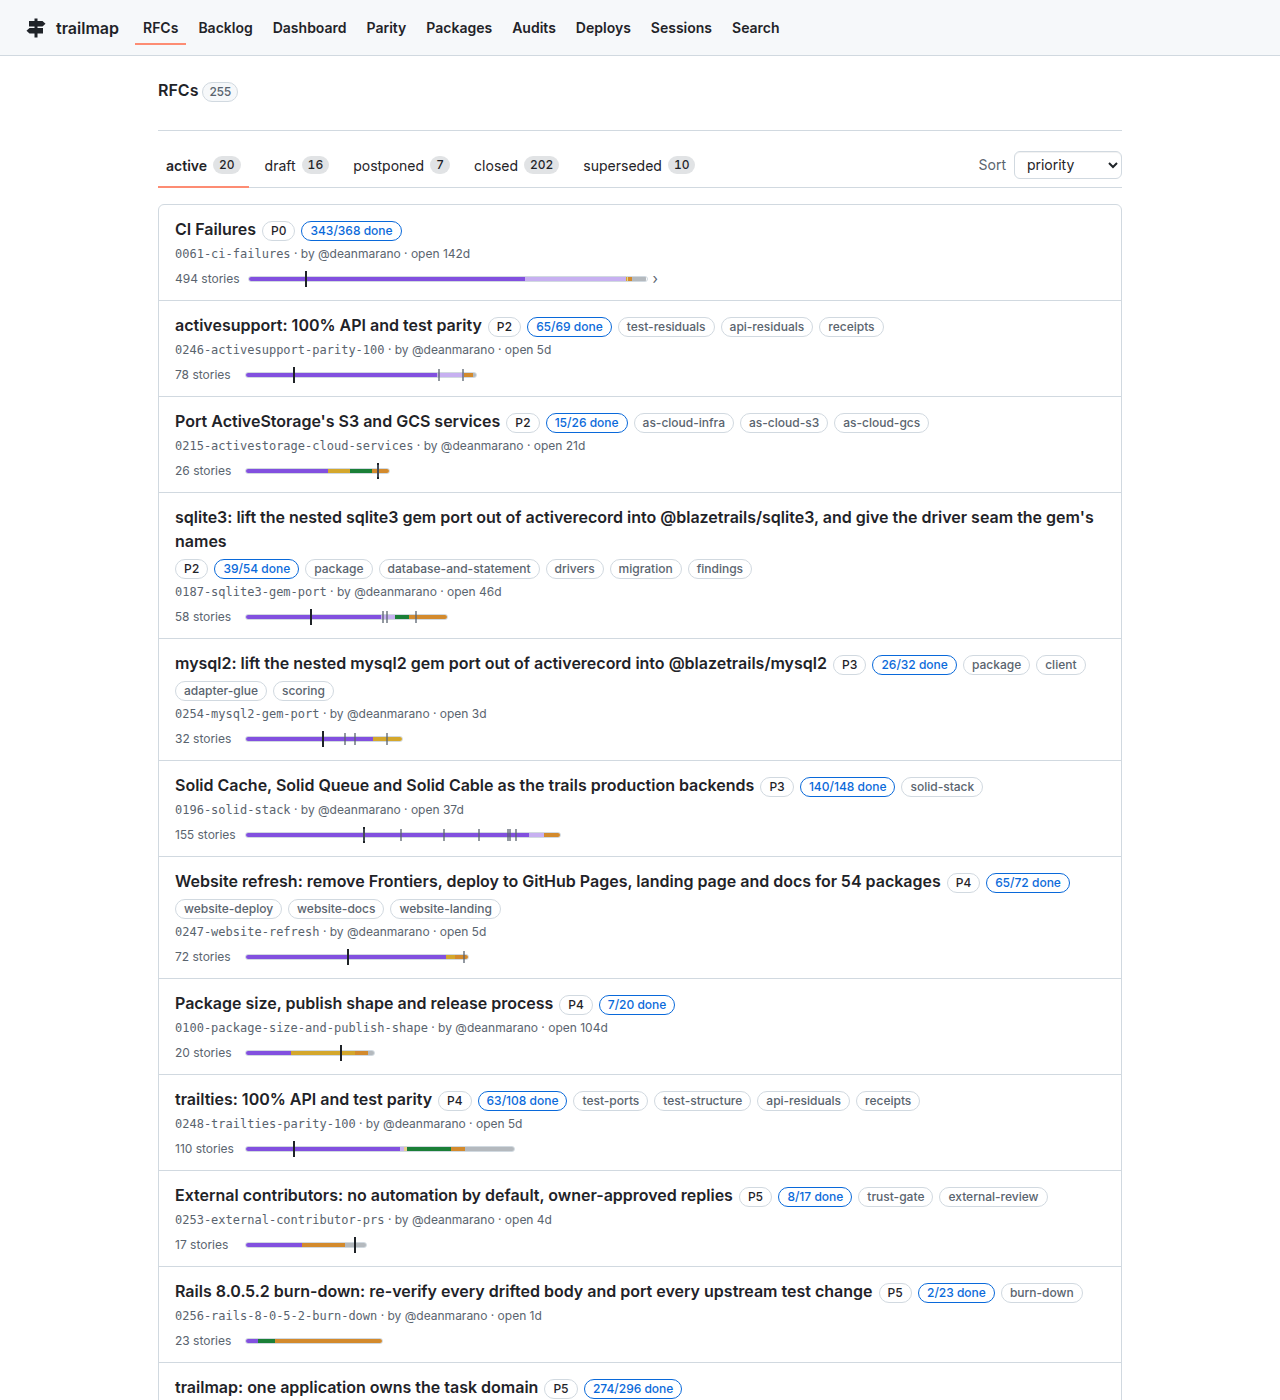 trailmap RFCs Backlog Dashboard Parity Packages Audits Deploys Sessions Search
RFCs 255
active 20 draft 16 postponed 7 closed 202 superseded 10 Sort priority
CI Failures P0 343/368 done
0061-ci-failures · by @deanmarano · open 142d
494 stories ›
activesupport: 100% API and test parity P2 65/69 done test-residuals api-residuals receipts
0246-activesupport-parity-100 · by @deanmarano · open 5d
78 stories
Port ActiveStorage's S3 and GCS services P2 15/26 done as-cloud-infra as-cloud-s3 as-cloud-gcs
0215-activestorage-cloud-services · by @deanmarano · open 21d
26 stories
sqlite3: lift the nested sqlite3 gem port out of activerecord into @blazetrails/sqlite3, and give the driver seam the gem's
names
P2 39/54 done package database-and-statement drivers migration findings
0187-sqlite3-gem-port · by @deanmarano · open 46d
58 stories
mysql2: lift the nested mysql2 gem port out of activerecord into @blazetrails/mysql2 P3 26/32 done package client
adapter-glue scoring
0254-mysql2-gem-port · by @deanmarano · open 3d
32 stories
Solid Cache, Solid Queue and Solid Cable as the trails production backends P3 140/148 done solid-stack
0196-solid-stack · by @deanmarano · open 37d
155 stories
Website refresh: remove Frontiers, deploy to GitHub Pages, landing page and docs for 54 packages P4 65/72 done
website-deploy website-docs website-landing
0247-website-refresh · by @deanmarano · open 5d
72 stories
Package size, publish shape and release process P4 7/20 done
0100-package-size-and-publish-shape · by @deanmarano · open 104d
20 stories
trailties: 100% API and test parity P4 63/108 done test-ports test-structure api-residuals receipts
0248-trailties-parity-100 · by @deanmarano · open 5d
110 stories
External contributors: no automation by default, owner-approved replies P5 8/17 done trust-gate external-review
0253-external-contributor-prs · by @deanmarano · open 4d
17 stories
Rails 8.0.5.2 burn-down: re-verify every drifted body and port every upstream test change P5 2/23 done burn-down
0256-rails-8-0-5-2-burn-down · by @deanmarano · open 1d
23 stories
trailmap: one application owns the task domain P5 274/296 done